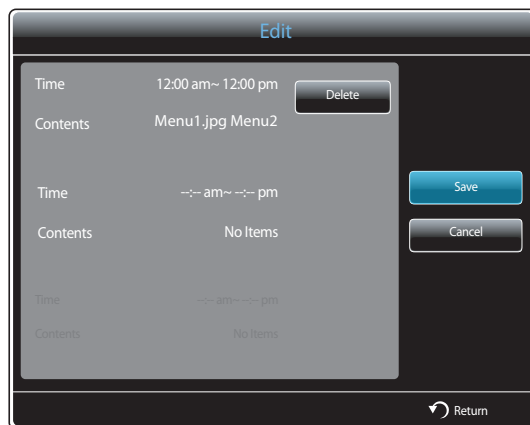 Edit
Time 12:00 am~ 12:00 pm Delete
Contents Menu1.jpg Menu2
Time --:-- am~ --:-- pm Save
Contents No Items Cancel
Time --:-- am~ --:-- pm
Contents No Items
Return